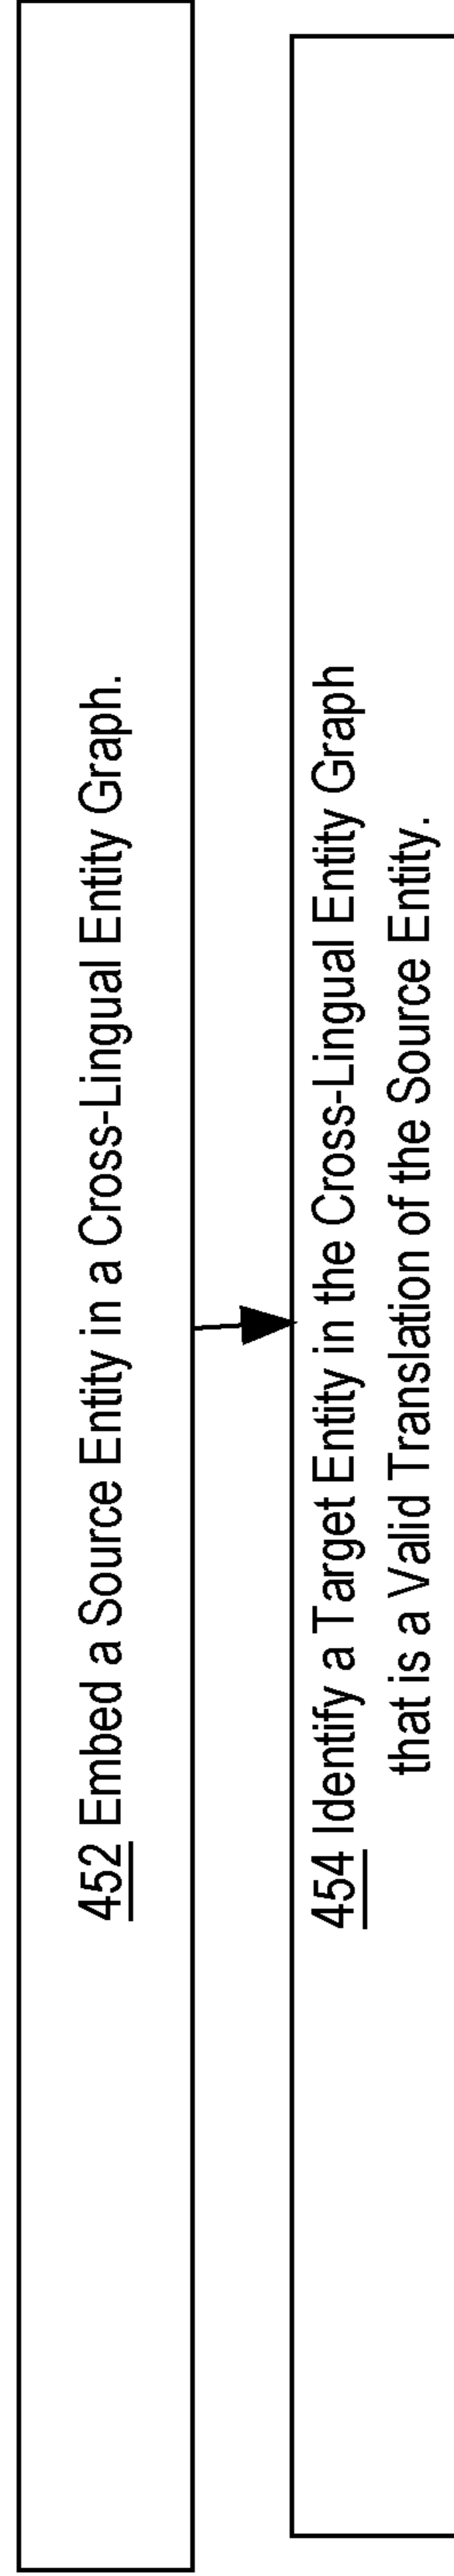 452 Embed a Source Entity in a Cross-Lingual Entity Graph.
454 Identify a Target Entity in the Cross-Lingual Entity Graph
that is a Valid Translation of the Source Entity.